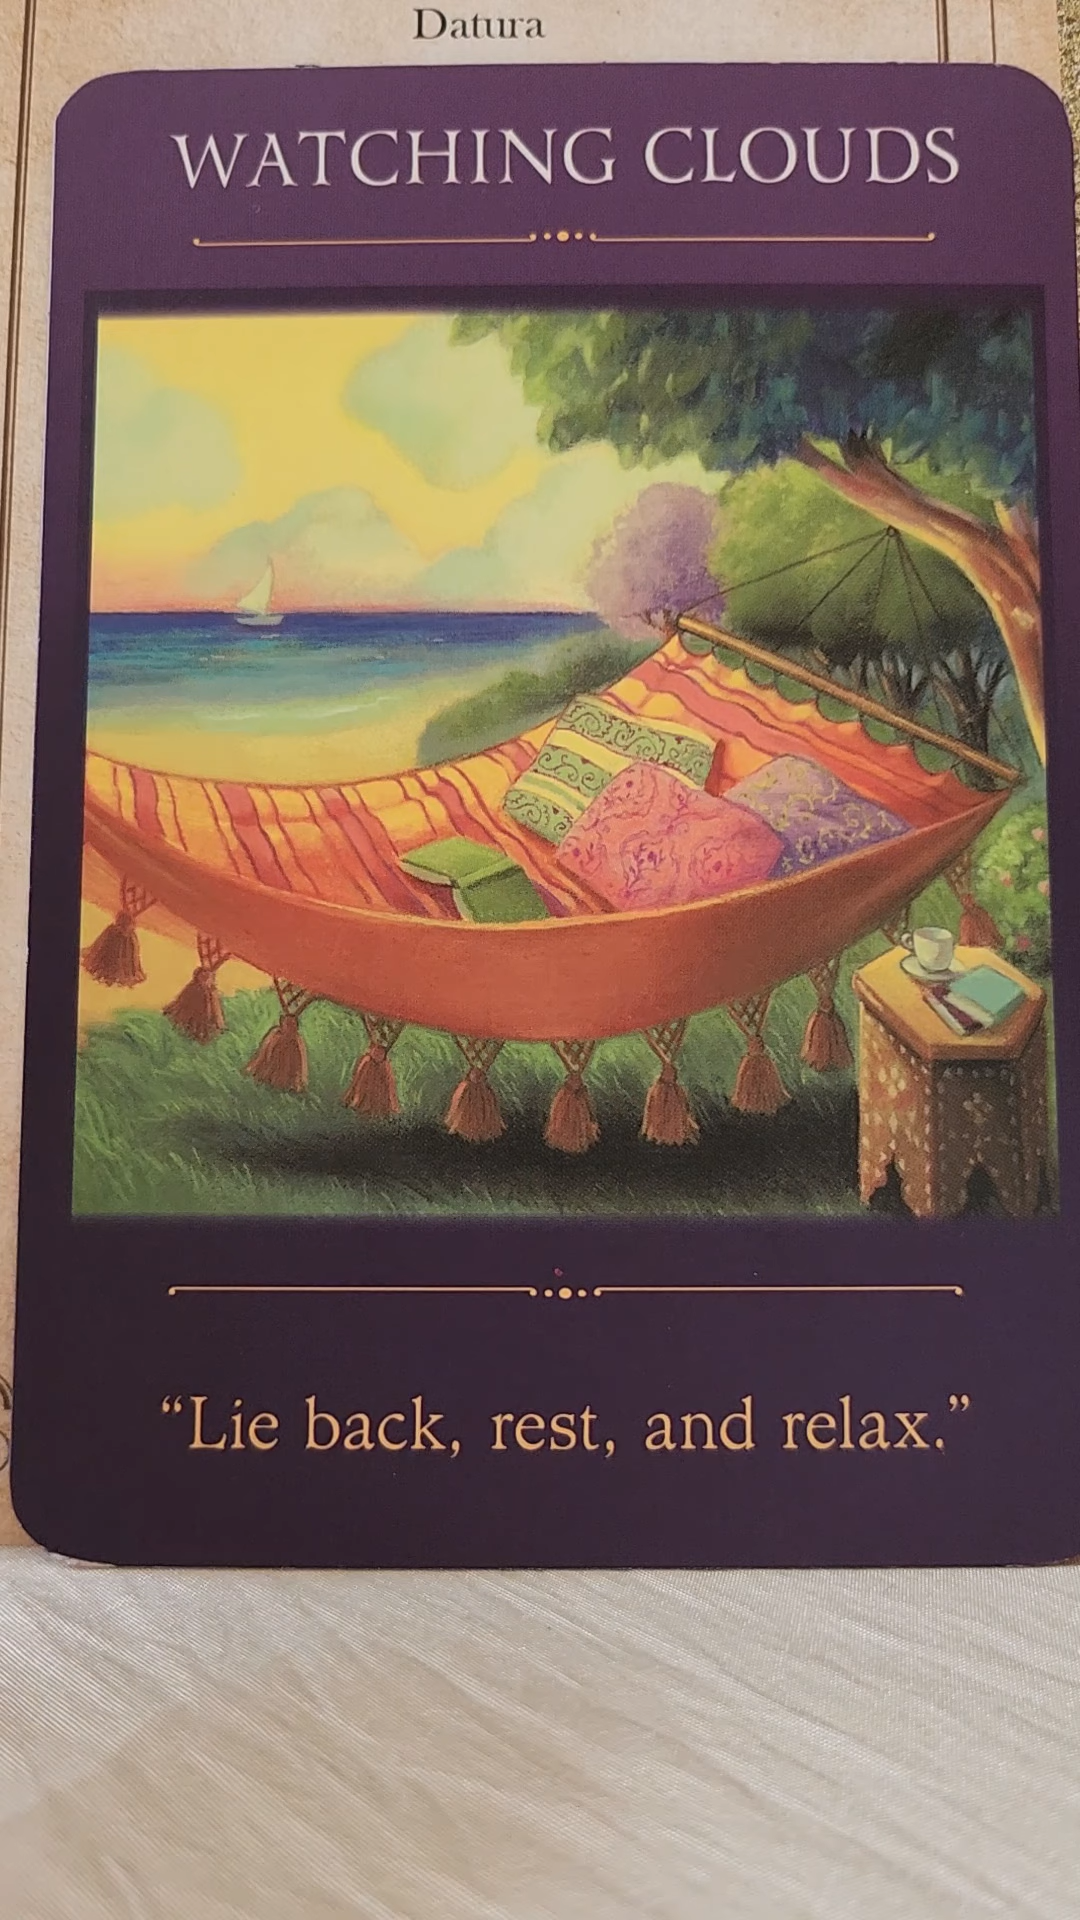 Datura
WATCHING CLOUDS
“Lie back, rest, and relax.”